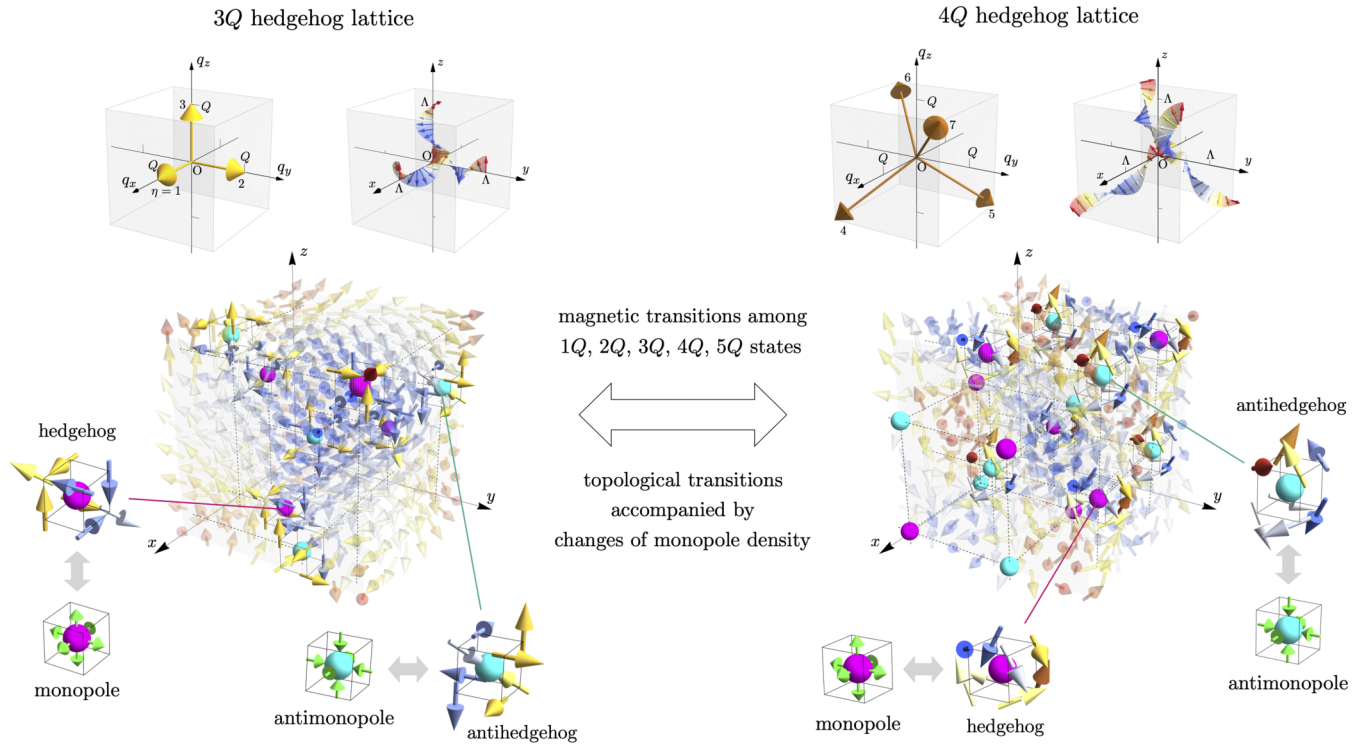 3Q hedgehog lattice
4Q hedgehog lattice
q_z
3
Q
Q
O
Q
q_x
η = 1
2
q_y
z
Λ
O
x
Λ
Λ
y
6
q_z
Q
7
Q
Q
q_x
O
q_y
4
5
z
Λ
Λ
x
O
y
z
z
magnetic transitions among
1Q, 2Q, 3Q, 4Q, 5Q states
hedgehog
antihedgehog
topological transitions
accompanied by
changes of monopole density
y
y
x
x
monopole
antimonopole
antihedgehog
monopole
hedgehog
antimonopole